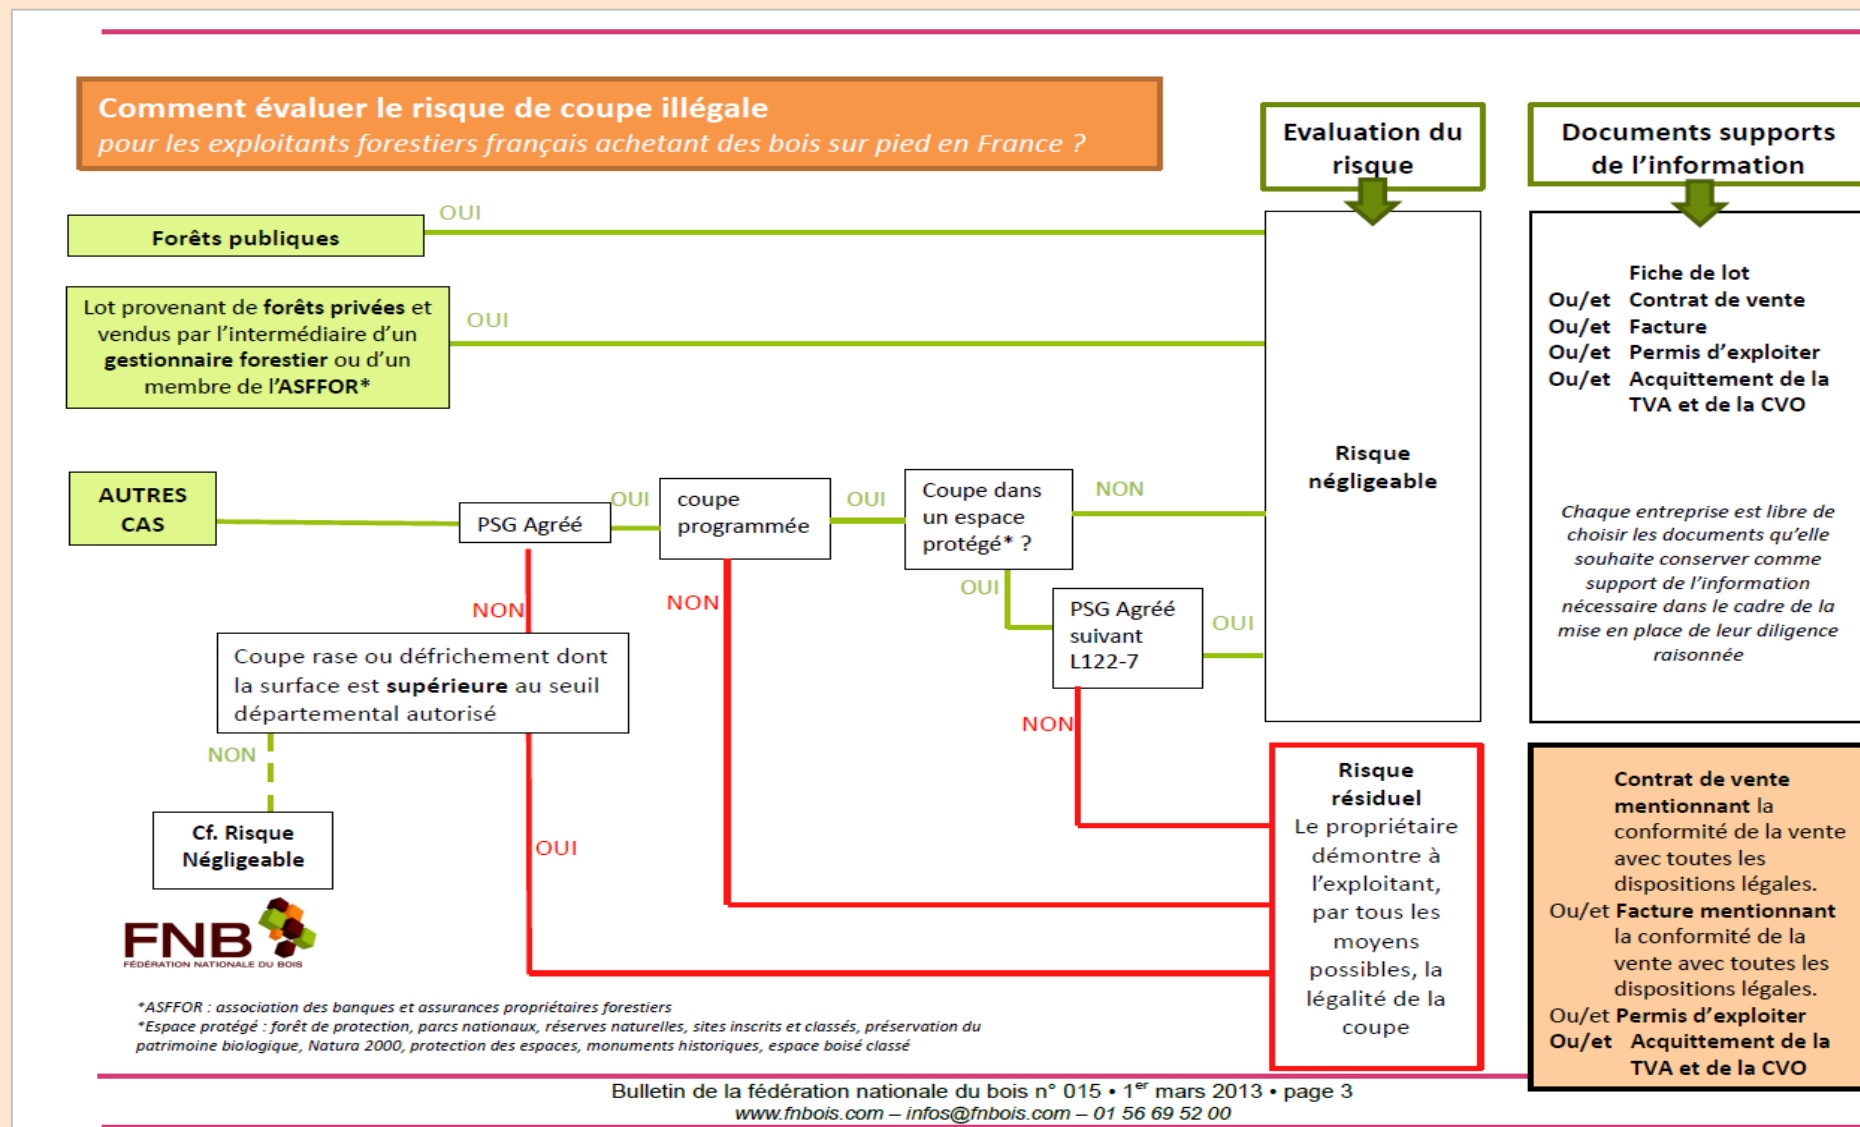 Comment évaluer le risque de coupe illégale
pour les exploitants forestiers français achetant des bois sur pied en France ?
Evaluation du
risque
Documents supports
de l'information
Forêts publiques
OUI
Lot provenant de forêts privées et
vendus par l'intermédiaire d'un
gestionnaire forestier ou d'un
membre de l'ASFFOR*
OUI
AUTRES
CAS
PSG Agréé
OUI
coupe
programmée
OUI
Coupe dans
un espace
protégé* ?
NON
OUI
PSG Agréé
suivant
L122-7
OUI
NON
NON
NON
Coupe rase ou défrichement dont
la surface est supérieure au seuil
départemental autorisé
NON
Cf. Risque
Négligeable
OUI
Risque
négligeable
Fiche de lot
Ou/et Contrat de vente
Ou/et Facture
Ou/et Permis d'exploiter
Ou/et Acquittement de la
TVA et de la CVO
Chaque entreprise est libre de
choisir les documents qu'elle
souhaite conserver comme
support de l'information
nécessaire dans le cadre de la
mise en place de leur diligence
raisonnée
Risque
résiduel
Le propriétaire
démontre à
l'exploitant,
par tous les
moyens
possibles, la
légalité de la
coupe
Contrat de vente
mentionnant la
conformité de la vente
avec toutes les
dispositions légales.
Ou/et Facture mentionnant
la conformité de la
vente avec toutes les
dispositions légales.
Ou/et Permis d'exploiter
Ou/et Acquittement de la
TVA et de la CVO
FNB
FÉDÉRATION NATIONALE DU BOIS
*ASFFOR : association des banques et assurances propriétaires forestiers
*Espace protégé : forêt de protection, parcs nationaux, réserves naturelles, sites inscrits et classés, préservation du
patrimoine biologique, Natura 2000, protection des espaces, monuments historiques, espace boisé classé
Bulletin de la fédération nationale du bois n° 015 • 1er mars 2013 • page 3
www.fnbois.com – infos@fnbois.com – 01 56 69 52 00